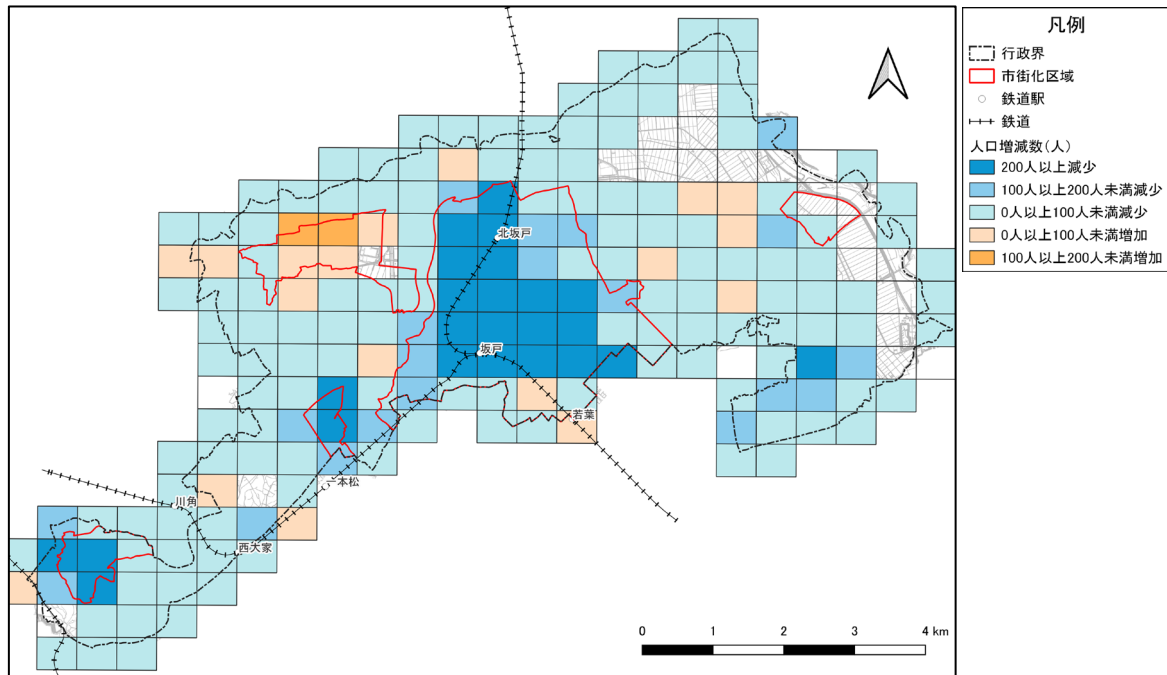 凡例
行政界
市街化区域
鉄道駅
鉄道
人口増減数(人)
200人以上減少
100人以上200人未満減少
0人以上100人未満減少
0人以上100人未満増加
100人以上200人未満増加
北坂戸
坂戸
若葉
一本松
川角
西大家
0 1 2 3 4 km